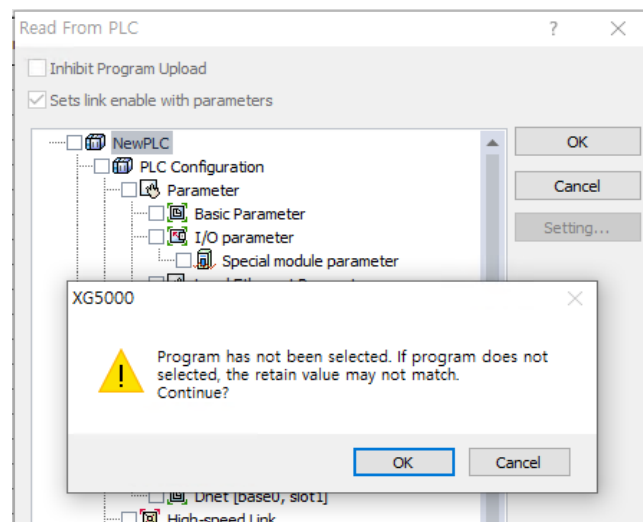 Read From PLC
?
Inhibit Program Upload
Sets link enable with parameters
NewPLC
OK
PLC Configuration
Parameter
Cancel
Basic Parameter
I/O parameter
Setting...
Special module parameter
XG5000
Program has not been selected. If program does not
selected, the retain value may not match.
Continue?
OK
Cancel
Dnet [base0, slot1]
High-speed Link